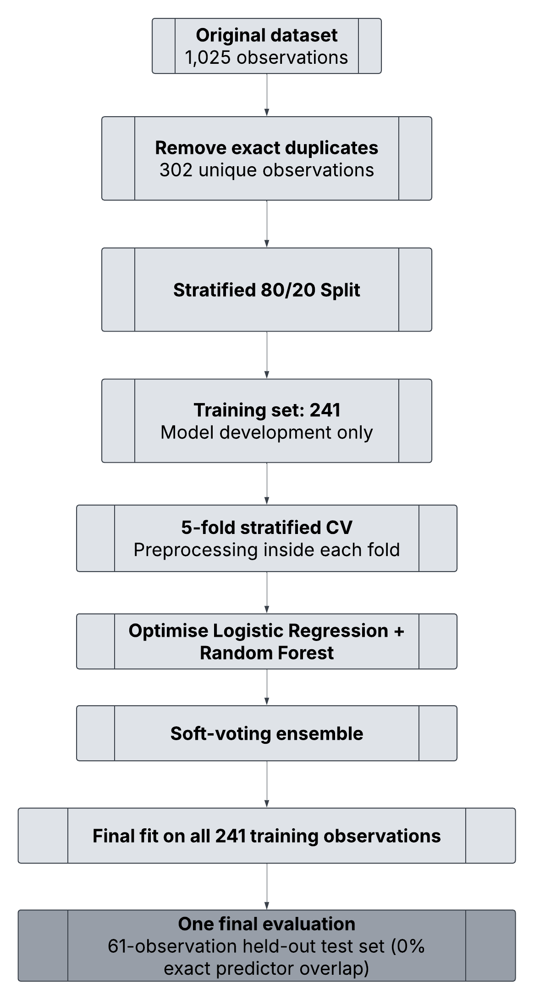 Original dataset
1,025 observations
Remove exact duplicates
302 unique observations
Stratified 80/20 Split
Training set: 241
Model development only
5-fold stratified CV
Preprocessing inside each fold
Optimise Logistic Regression +
Random Forest
Soft-voting ensemble
Final fit on all 241 training observations
One final evaluation
61-observation held-out test set (0%
exact predictor overlap)